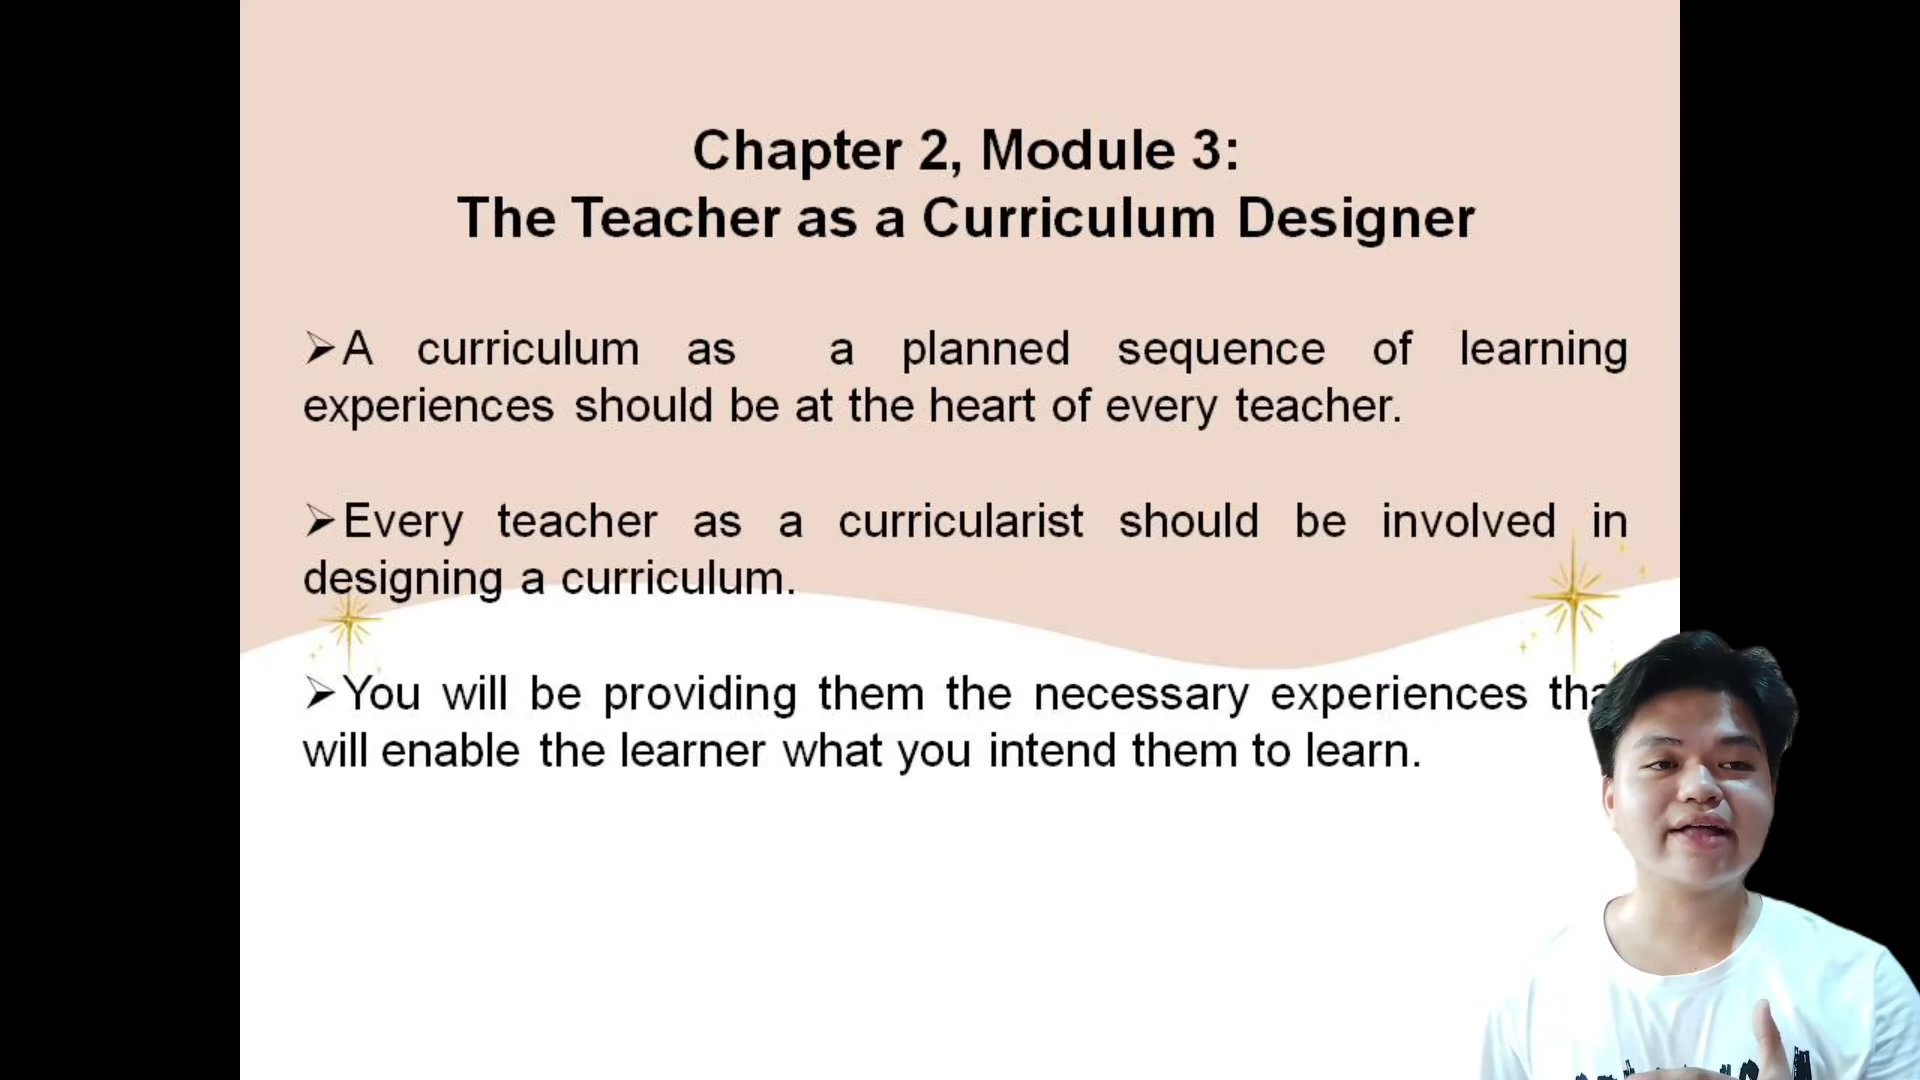 Chapter 2, Module 3:
The Teacher as a Curriculum Designer
➢A curriculum as a planned sequence of learning
experiences should be at the heart of every teacher.
➢Every teacher as a curricularist should be involved in
designing a curriculum.
➢You will be providing them the necessary experiences
will enable the learner what you intend them to learn.